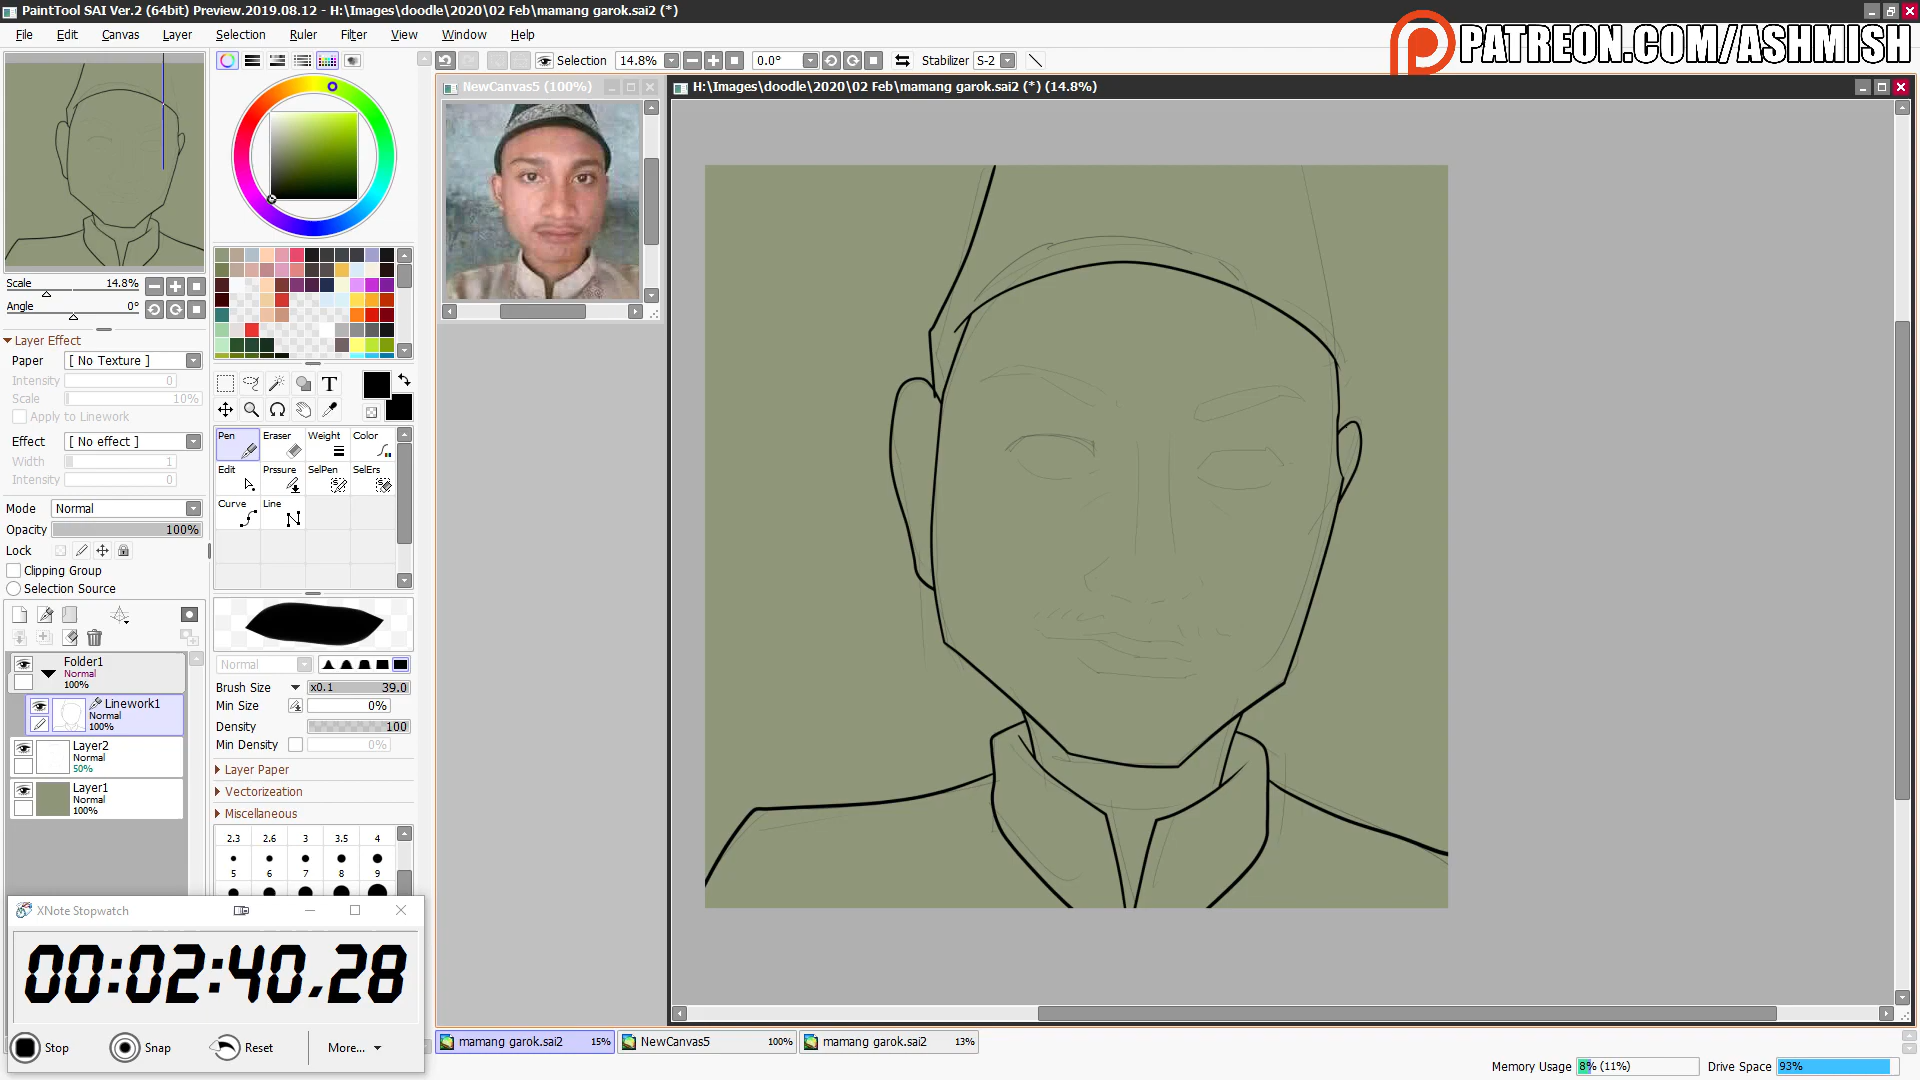 PaintTool SAI Ver.2 (64bit) Preview.2019.08.12 - H:\Images\doodle\2020\02 Feb\mamang garok.sai2 (*)
File Edit Canvas Layer Selection Ruler Filter View Window Help
PATREON.COM/ASHMISH
Selection 14.8% 0.0° Stabilizer S-2
NewCanvas5 (100%)
H:\Images\doodle\2020\02 Feb\mamang garok.sai2 (*) (14.8%)
Scale 14.8%
Angle 0°
Layer Effect
Paper [ No Texture ]
Intensity 0
Scale 10%
Apply to Linework
Effect [ No effect ]
Width 1
Intensity 0
Mode Normal
Opacity 100%
Lock
Clipping Group
Selection Source
Folder1
Normal
100%
Linework1
Normal
100%
Layer2
Normal
50%
Layer1
Normal
100%
T
Pen Eraser Weight Color
Edit Prssure SelPen SelErs
Curve Line
Normal
Brush Size x0.1 39.0
Min Size 0%
Density 100
Min Density 0%
Layer Paper
Vectorization
Miscellaneous
2.3 2.6 3 3.5 4
5 6 7 8 9
XNote Stopwatch
00:02:40.28
Stop Snap Reset More...
mamang garok.sai2 15% NewCanvas5 100% mamang garok.sai2 13%
Memory Usage 8% (11%) Drive Space 93%